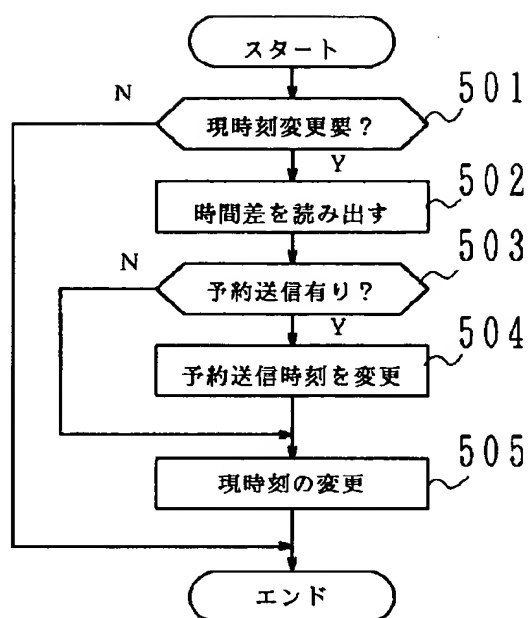 スタート
N
501
現時刻変更要？
Y
502
時間差を読み出す
503
N
予約送信有り？
Y
504
予約送信時刻を変更
505
現時刻の変更
エンド